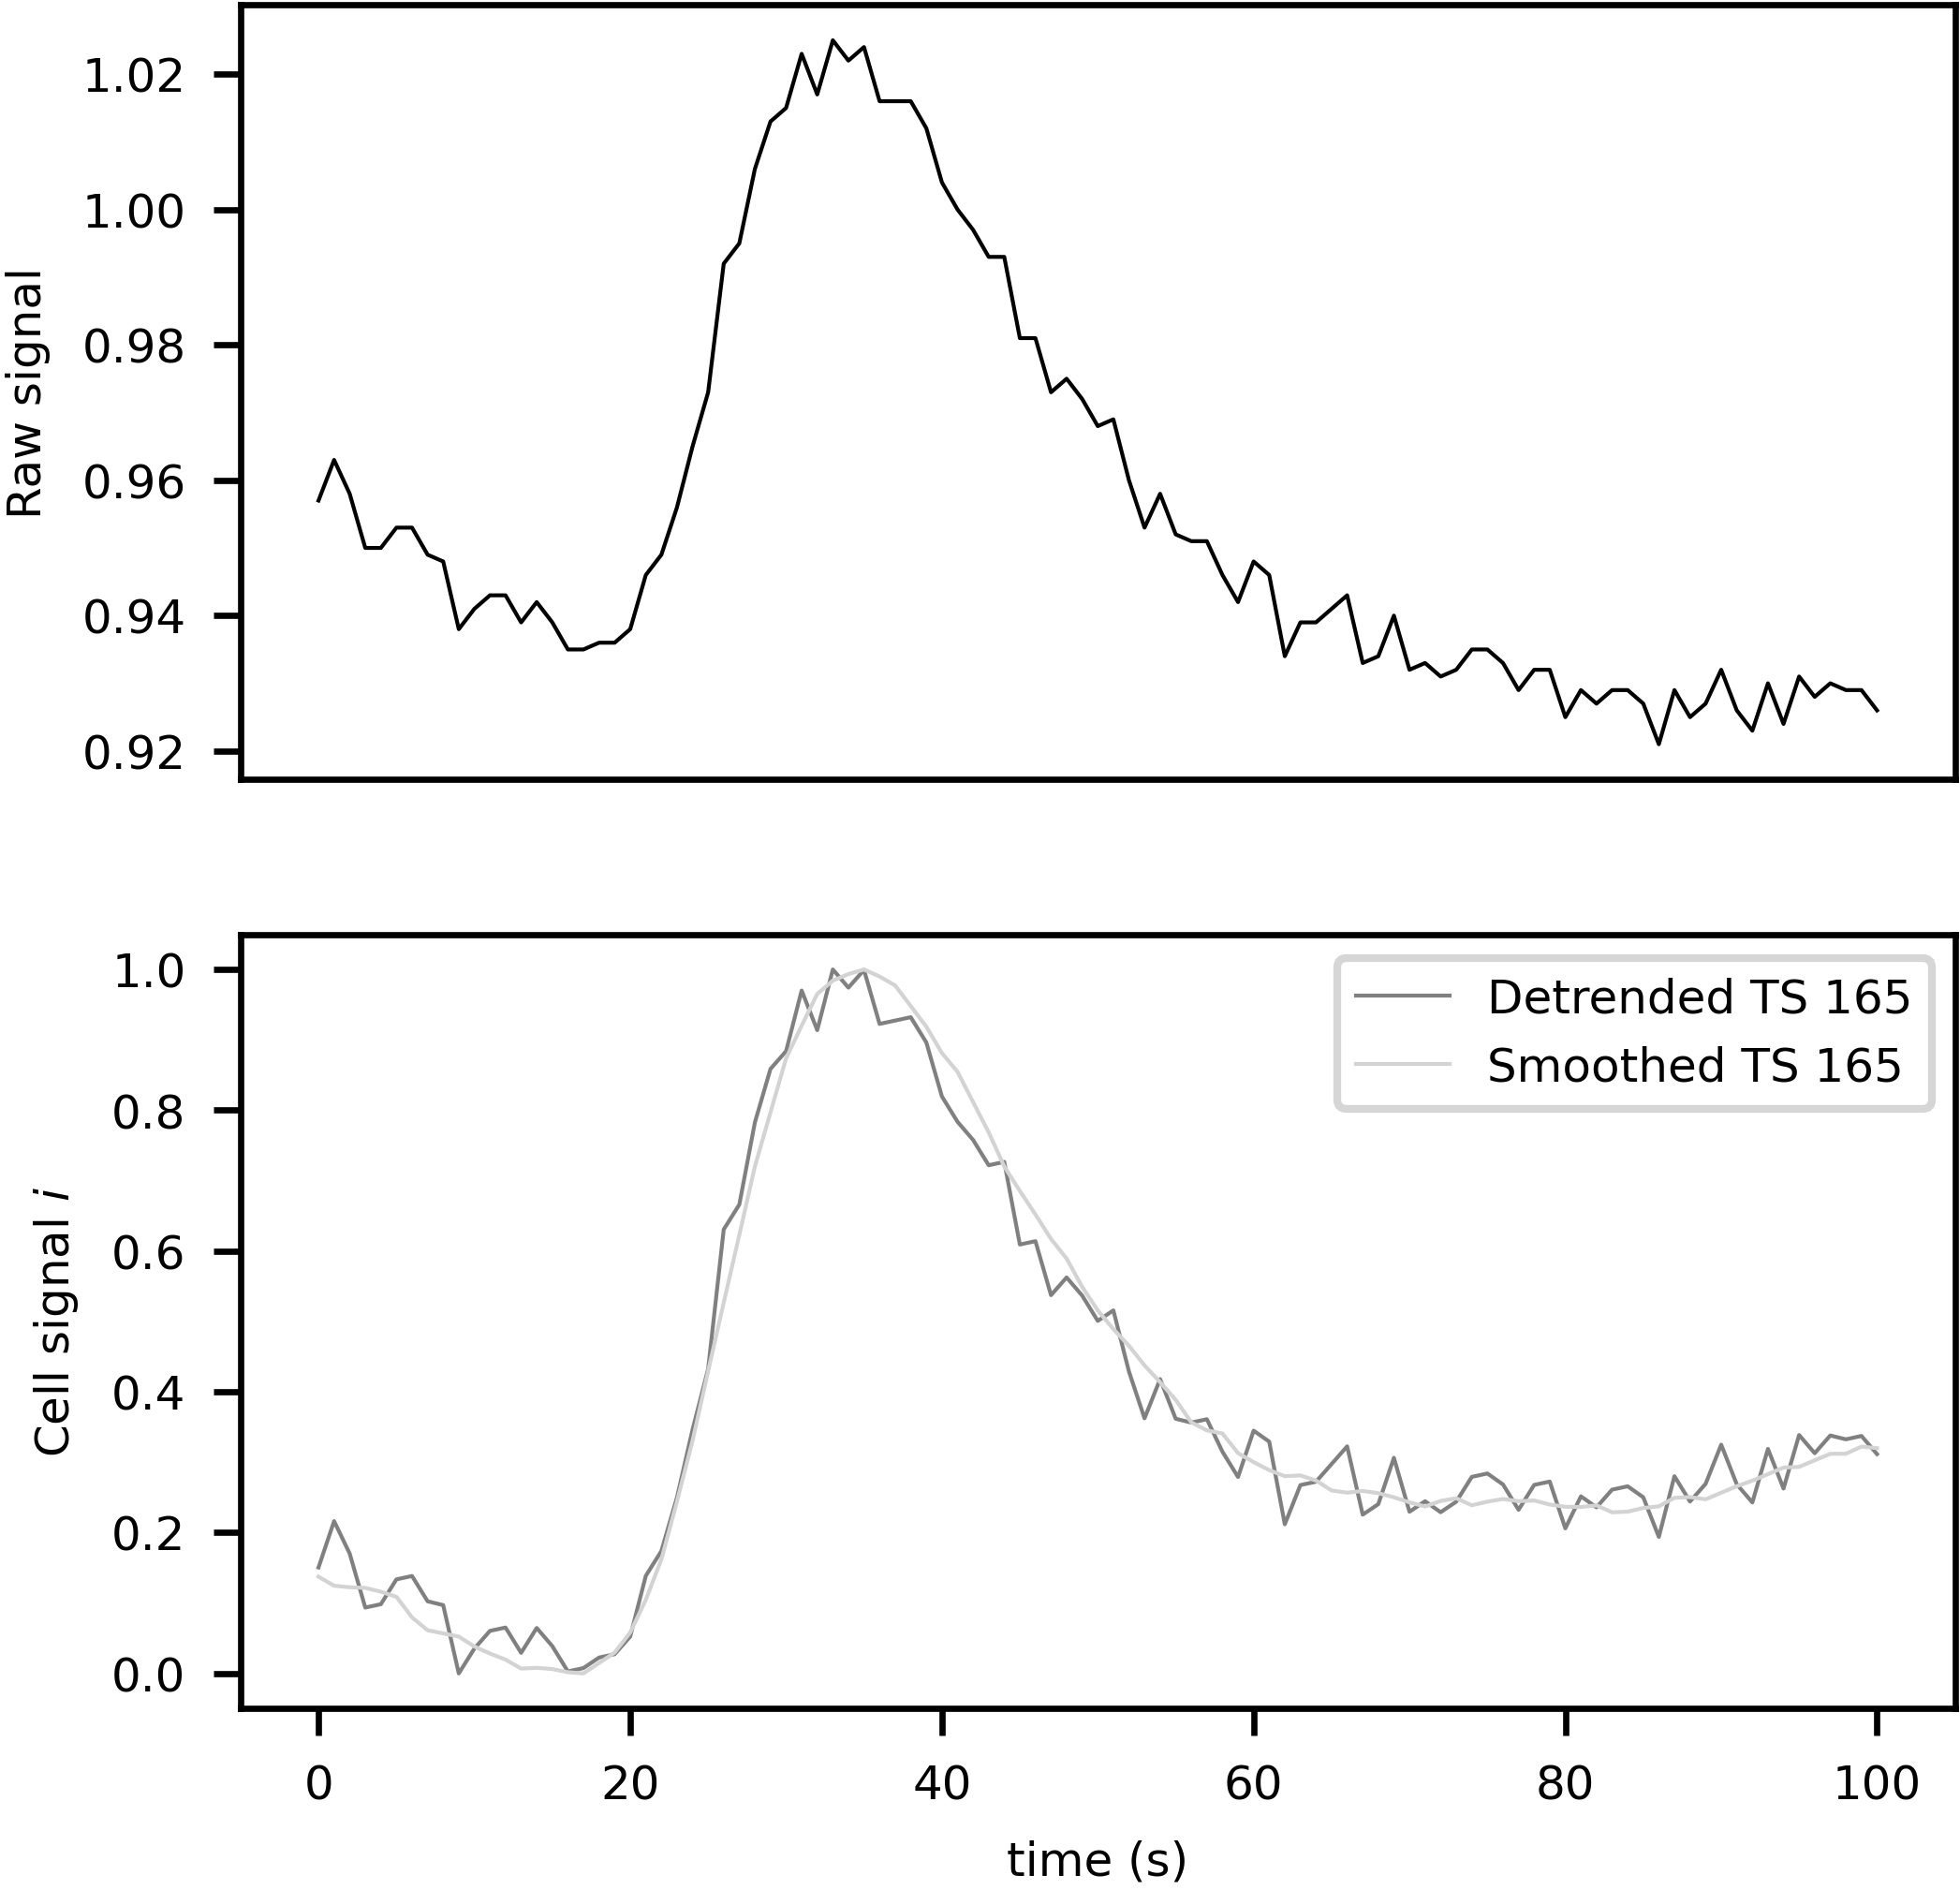 Raw signal
1.02
1.00
0.98
0.96
0.94
0.92
Cell signal i
1.0
0.8
0.6
0.4
0.2
0.0
Detrended TS 165
Smoothed TS 165
0 20 40 60 80 100
time (s)